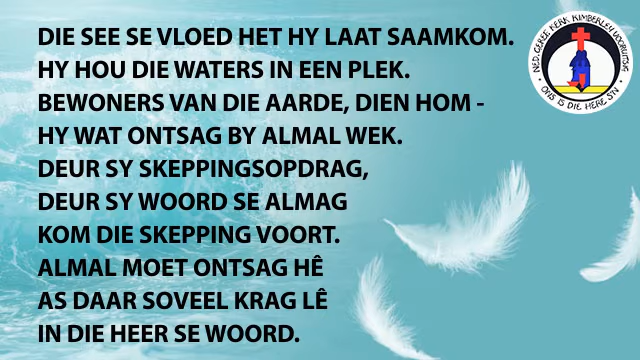 DIE SEE SE VLOED HET HY LAAT SAAMKOM.
HY HOU DIE WATERS IN EEN PLEK.
BEWONERS VAN DIE AARDE, DIEN HOM -
HY WAT ONTSAG BY ALMAL WEK.
DEUR SY SKEPPINGSOPDRAG,
DEUR SY WOORD SE ALMAG
KOM DIE SKEPPING VOORT.
ALMAL MOET ONTSAG HÊ
AS DAAR SOVEEL KRAG LÊ
IN DIE HEER SE WOORD.
NED. GEREF. KERK KIMBERLEY VOORUITSIG
ONS IS DIE HERE S'N